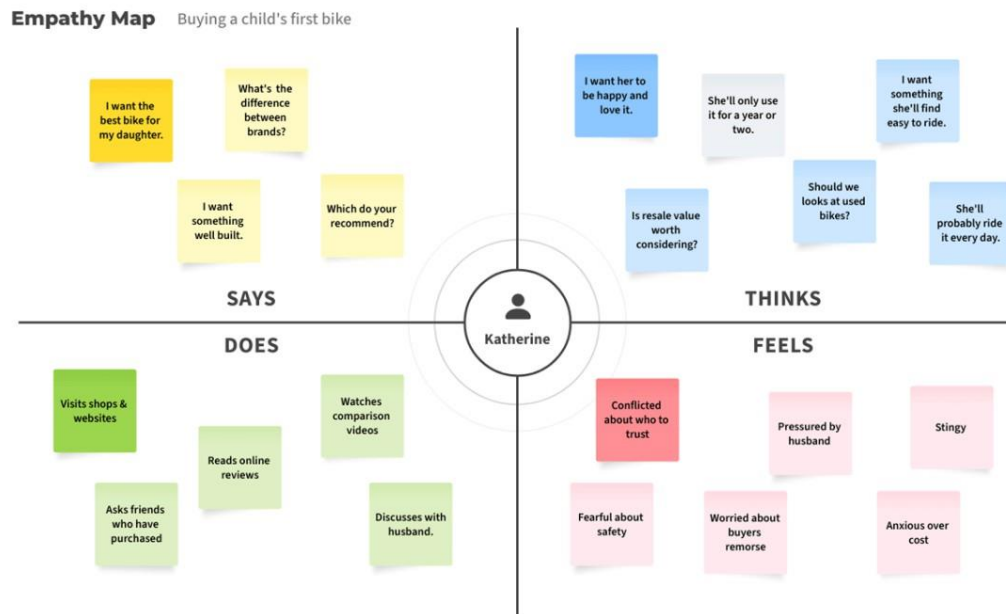 Empathy Map
Buying a child's first bike
I want the
best bike for
my daughter.
What's the
difference
between
brands?
I want
something
well built.
Which do your
recommend?
SAYS
I want her to
be happy and
love it.
She'll only use
it for a year or
two.
I want
something
she'll find
easy to ride.
Is resale value
worth
considering?
Should we
looks at used
bikes?
She'll
probably ride
it every day.
THINKS
Katherine
DOES
Visits shops &
websites
Watches
comparison
videos
Reads online
reviews
Asks friends
who have
purchased
Discusses with
husband.
FEELS
Conflicted
about who to
trust
Pressured by
husband
Stingy
Fearful about
safety
Worried about
buyers
remorse
Anxious over
cost